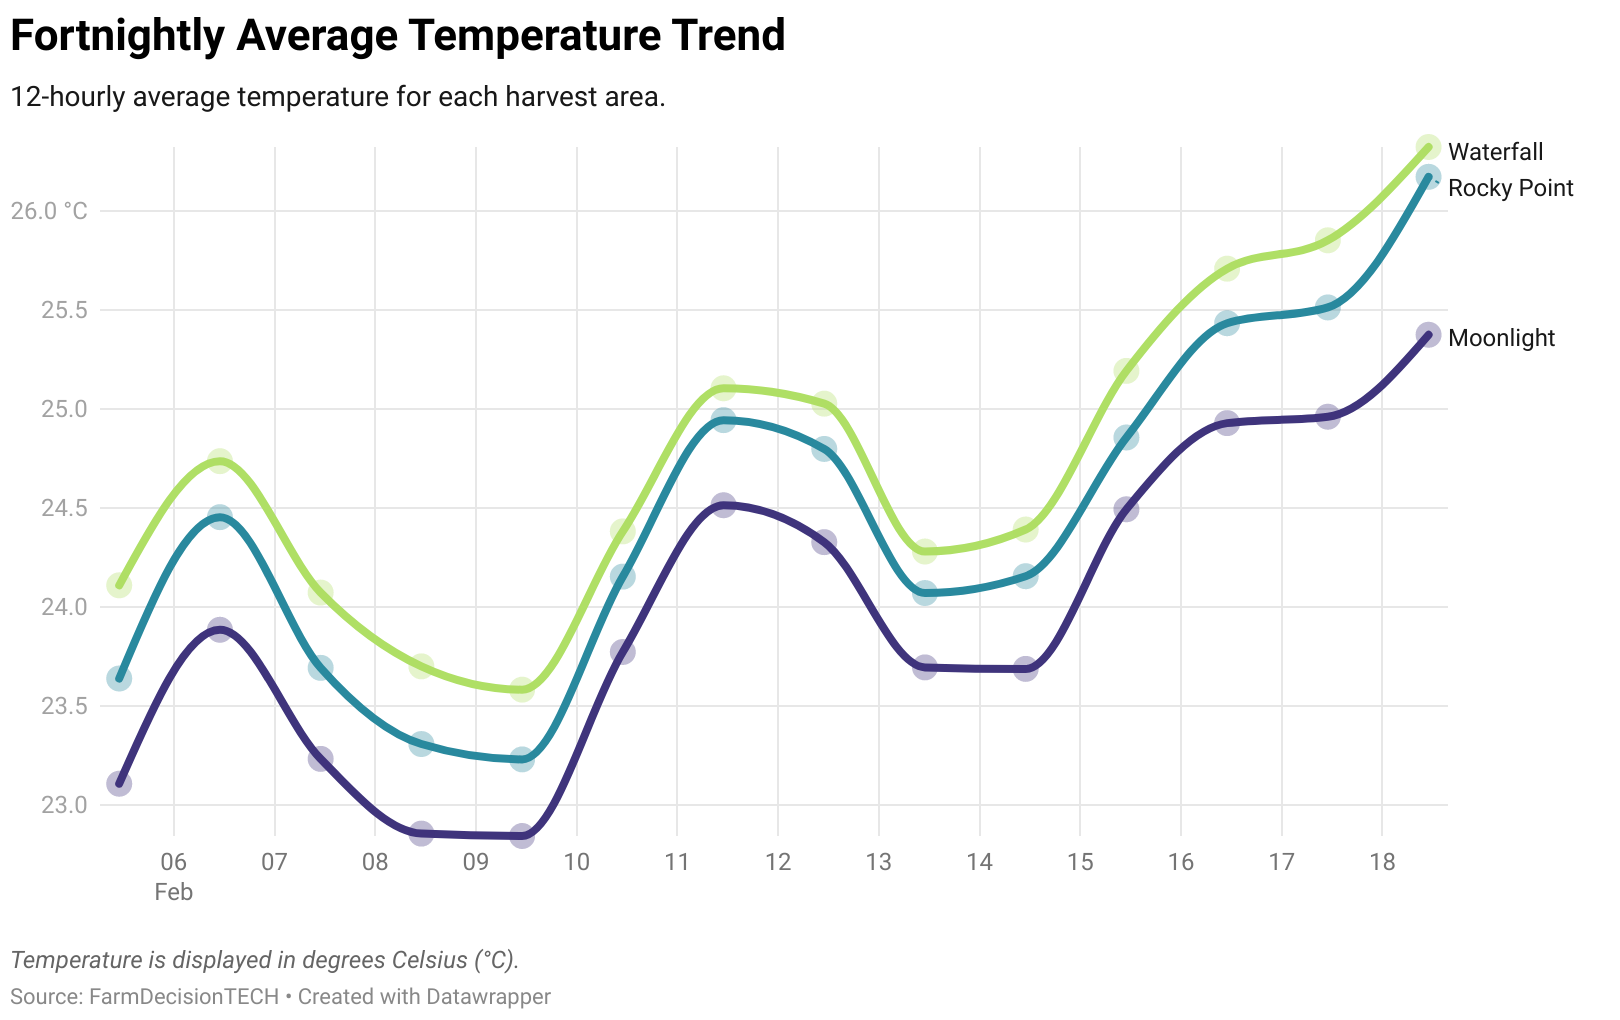 Fortnightly Average Temperature Trend
12-hourly average temperature for each harvest area.
Waterfall
Rocky Point
26.0 °C
25.5
Moonlight
25.0
24.5
24.0
23.5
23.0
06 07 08 09 10 11 12 13 14 15 16 17 18
Feb
Temperature is displayed in degrees Celsius (°C).
Source: FarmDecisionTECH • Created with Datawrapper